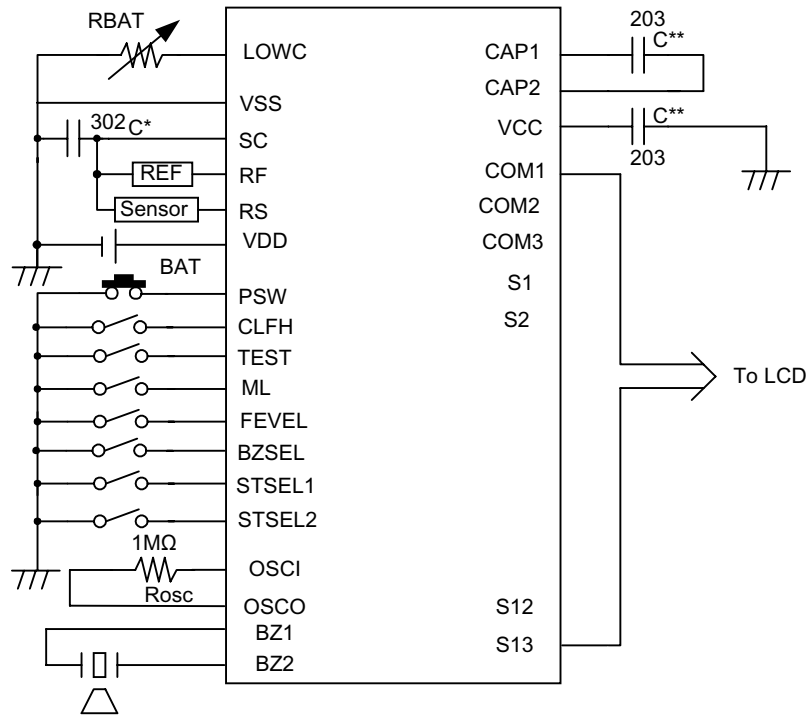 RBAT
LOWC
VSS
302 C*
SC
REF
RF
Sensor
RS
VDD
BAT
PSW
CLFH
TEST
ML
FEVEL
BZSEL
STSEL1
STSEL2
1MΩ
OSCI
Rosc
OSCO
BZ1
BZ2
203
CAP1
C**
CAP2
C**
VCC
203
COM1
COM2
COM3
S1
S2
To LCD
S12
S13